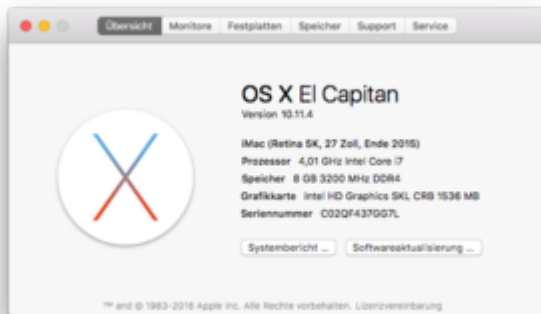 Übersicht Monitore Festplatten Speicher Support Service
OS X El Capitan
Version 10.11.4
iMac (Retina 5K, 27 Zoll, Ende 2015)
Prozessor 4,01 GHz Intel Core i7
Speicher 8 GB 3200 MHz DDR4
Grafikkarte Intel HD Graphics SKL CRB 1536 MB
Seriennummer C02QF437GG7L
Systembericht ... Softwareaktualisierung ...
™ and © 1983-2016 Apple Inc. Alle Rechte vorbehalten. Lizenzvereinbarung